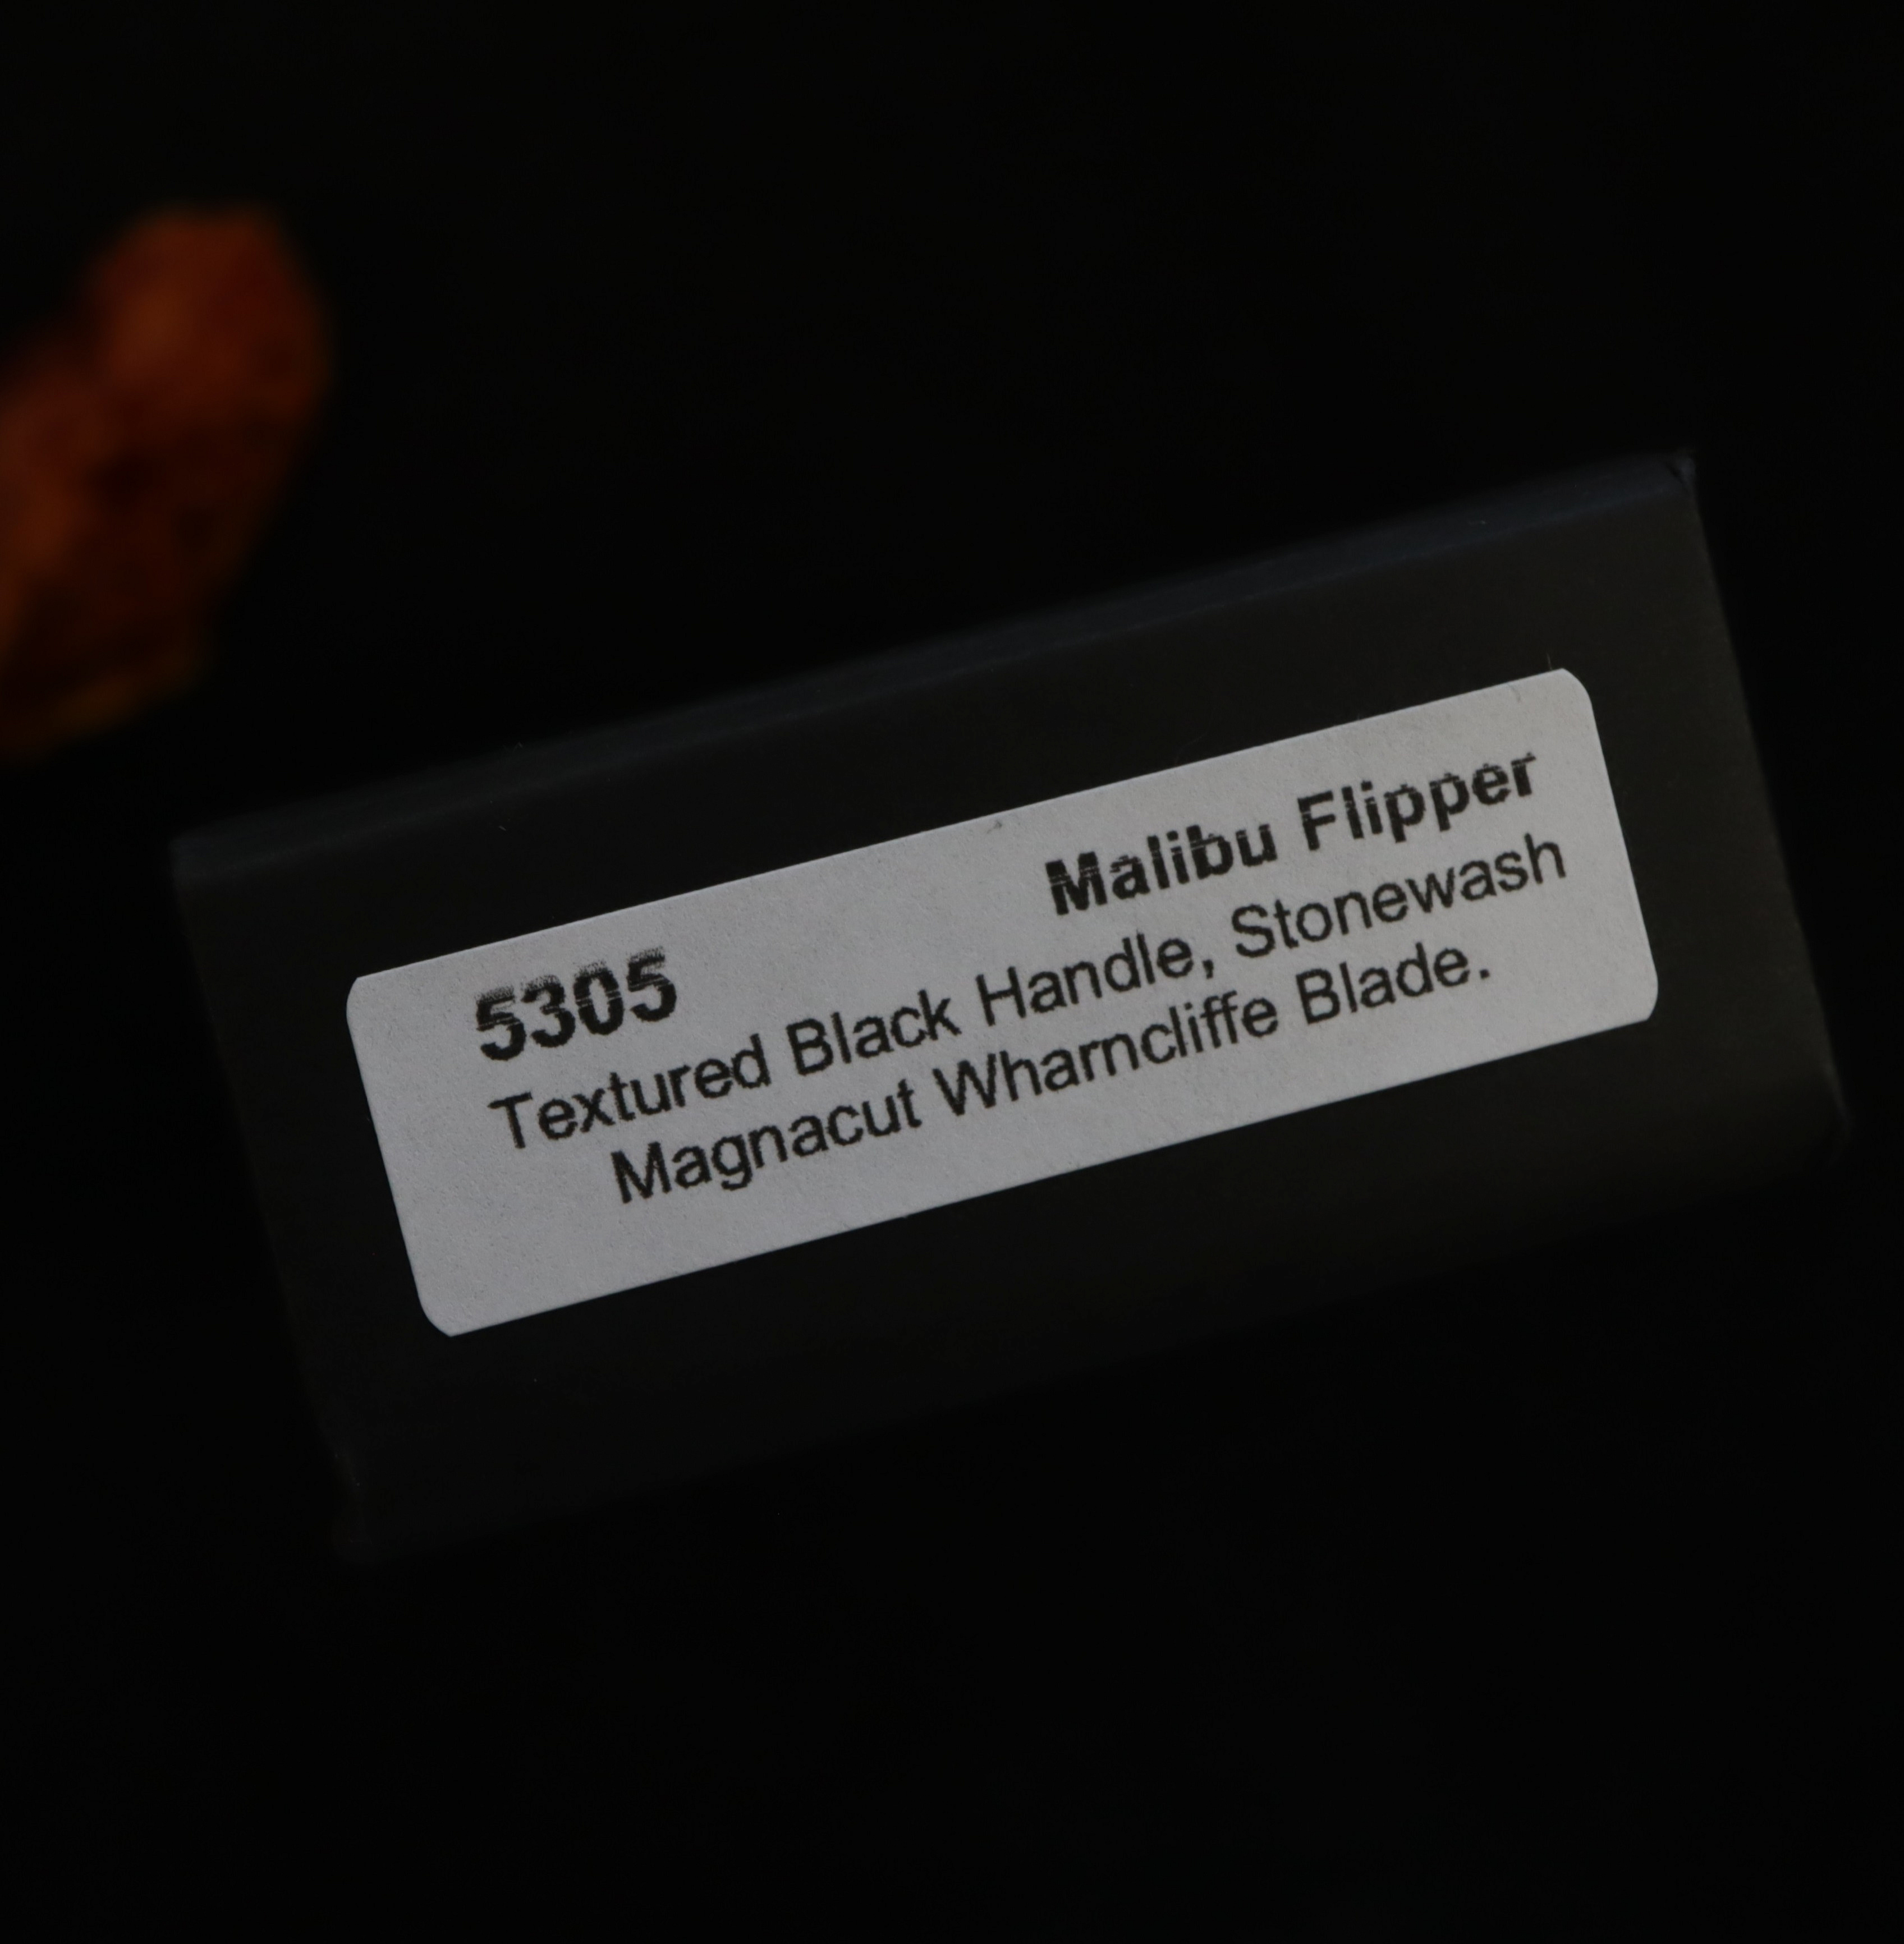 5305 Malibu Flipper
Textured Black Handle, Stonewash
Magnacut Wharncliffe Blade.